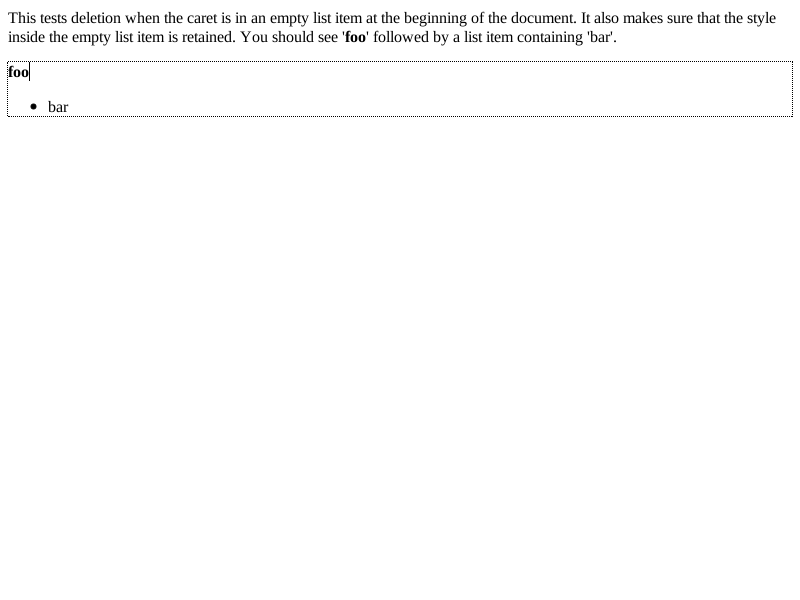 This tests deletion when the caret is in an empty list item at the beginning of the document. It also makes sure that the style
inside the empty list item is retained. You should see 'foo' followed by a list item containing 'bar'.
foo
• bar